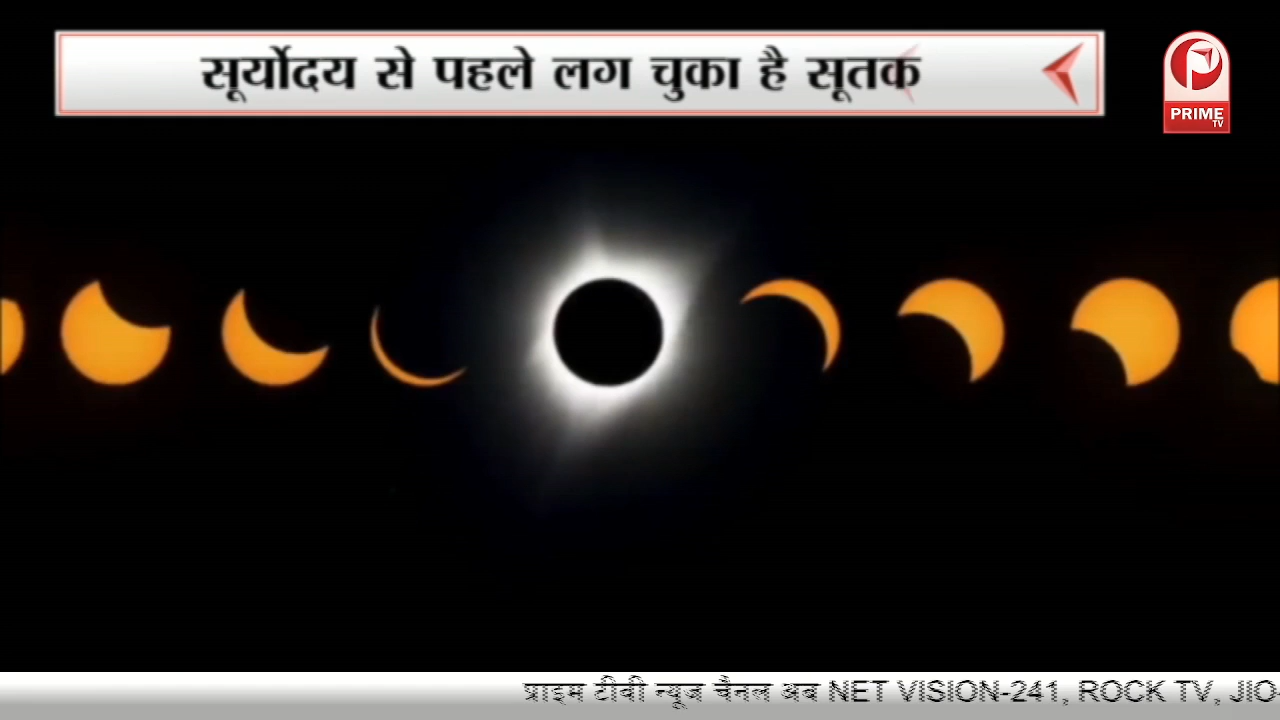 सूर्योदय से पहले लग चुका है सूतक
PRIME
TV
प्राइम टीवी न्यूज चैनल अब NET VISION-241, ROCK TV, JIO